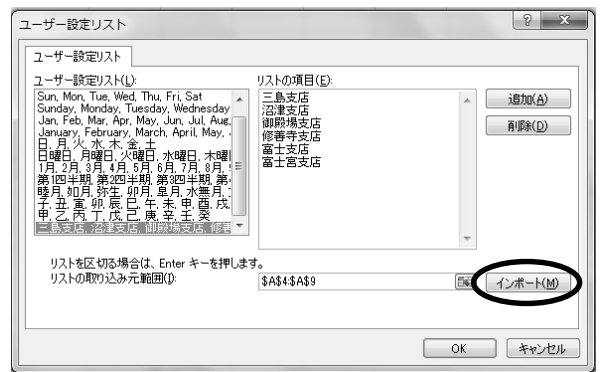 ユーザー設定リスト
ユーザー設定リスト
ユーザー設定リスト(L):
Sun, Mon, Tue, Wed, Thu, Fri, Sat
Sunday, Monday, Tuesday, Wednesday
Jan, Feb, Mar, Apr, May, Jun, Jul, Aug,
January, February, March, April, May,
日, 月, 火, 水, 木, 金, 土
日曜日, 月曜日, 火曜日, 水曜日, 木曜
1月, 2月, 3月, 4月, 5月, 6月, 7月, 8月,
第1四半期, 第2四半期, 第3四半期, 第
睦月, 如月, 弥生, 卯月, 皐月, 水無月,
子, 丑, 寅, 卯, 辰, 巳, 午, 未, 申, 酉, 戌,
甲, 乙, 丙, 丁, 戊, 己, 庚, 辛, 壬, 癸
三島支店, 沼津支店, 御殿場支店, 修善
リストの項目(E):
三島支店
沼津支店
御殿場支店
修善寺支店
富士支店
富士宮支店
追加(A)
削除(D)
リストを区切る場合は、Enter キーを押します。
リストの取り込み元範囲(I):
$A$4:$A$9
インポート(M)
OK
キャンセル